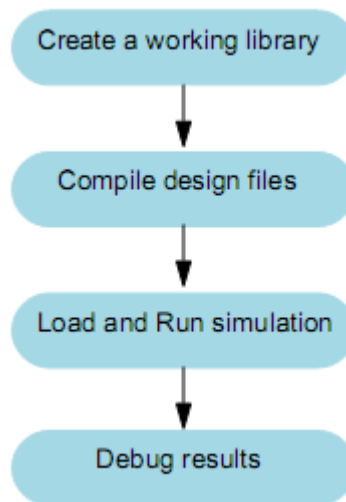 Create a working library
Compile design files
Load and Run simulation
Debug results